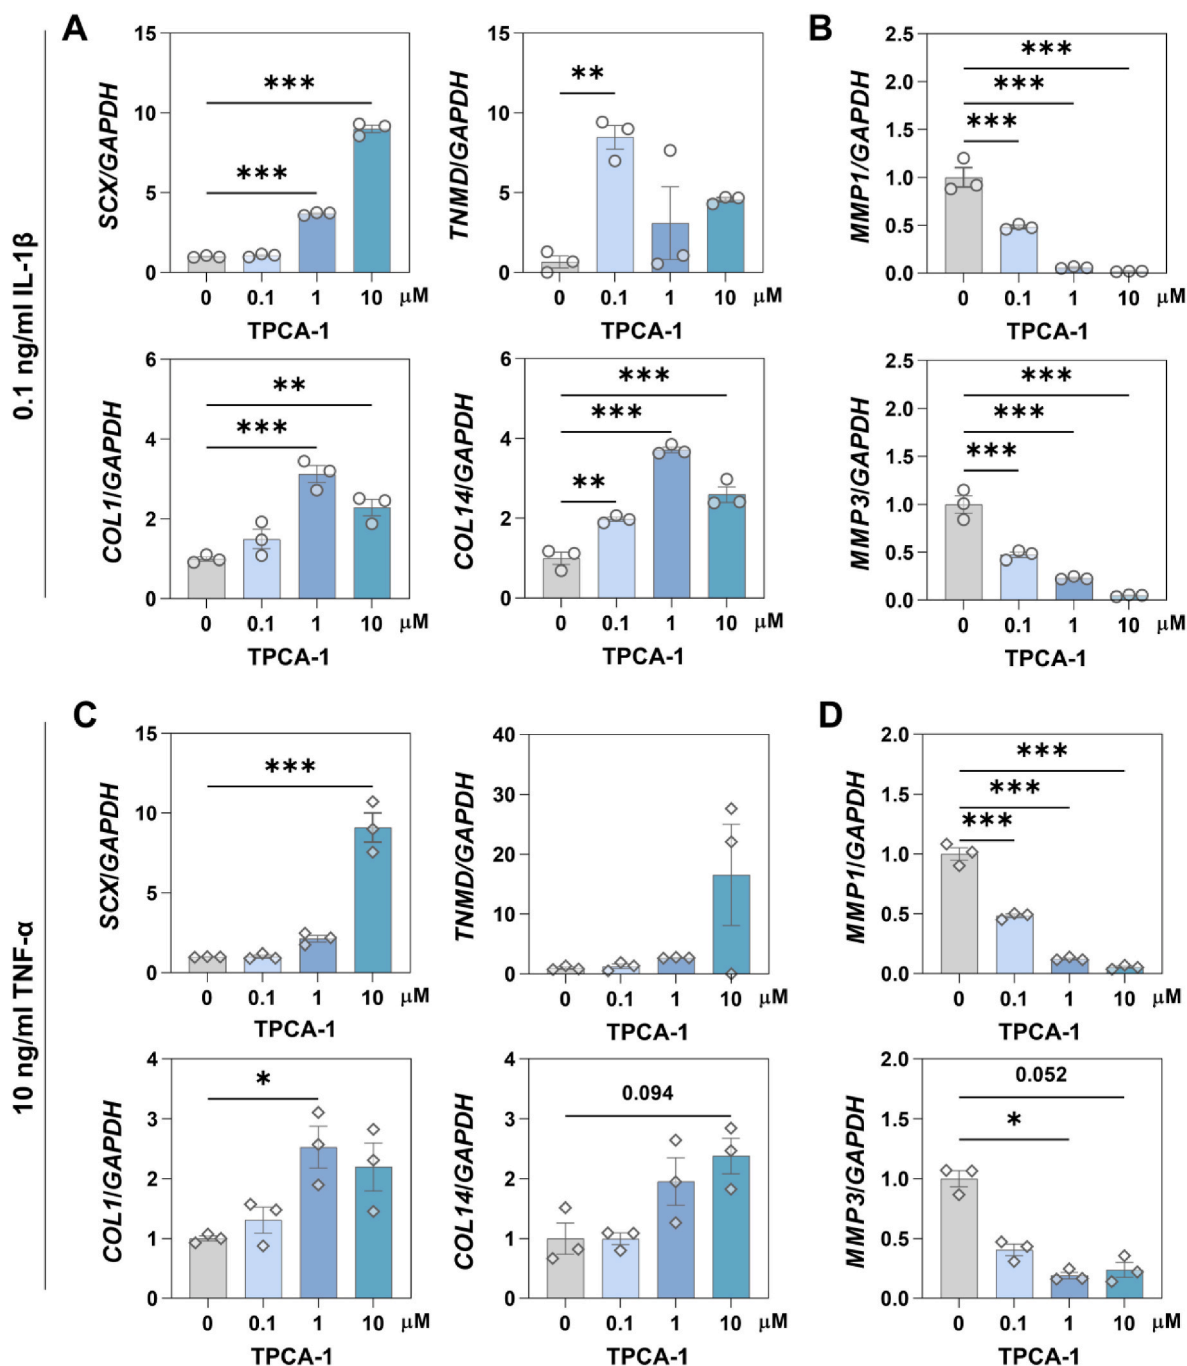 A
B
0.1 ng/ml IL-1β
SCX/GAPDH
15
10
5
0
***
***
0 0.1 1 10 μM
TPCA-1
TNMD/GAPDH
15
10
5
0
**
0 0.1 1 10 μM
TPCA-1
MMP1/GAPDH
2.5
2.0
1.5
1.0
0.5
0.0
***
***
***
0 0.1 1 10 μM
TPCA-1
COL1/GAPDH
6
4
2
0
**
***
0 0.1 1 10 μM
TPCA-1
COL14/GAPDH
6
4
2
0
***
***
**
0 0.1 1 10 μM
TPCA-1
MMP3/GAPDH
2.5
2.0
1.5
1.0
0.5
0.0
***
***
***
0 0.1 1 10 μM
TPCA-1
C
D
10 ng/ml TNF-α
SCX/GAPDH
15
10
5
0
***
0 0.1 1 10 μM
TPCA-1
TNMD/GAPDH
40
30
20
10
0
0 0.1 1 10 μM
TPCA-1
MMP1/GAPDH
2.0
1.5
1.0
0.5
0.0
***
***
***
0 0.1 1 10 μM
TPCA-1
COL1/GAPDH
4
3
2
1
0
*
0 0.1 1 10 μM
TPCA-1
COL14/GAPDH
4
3
2
1
0
0.094
0 0.1 1 10 μM
TPCA-1
MMP3/GAPDH
2.0
1.5
1.0
0.5
0.0
0.052
*
0 0.1 1 10 μM
TPCA-1